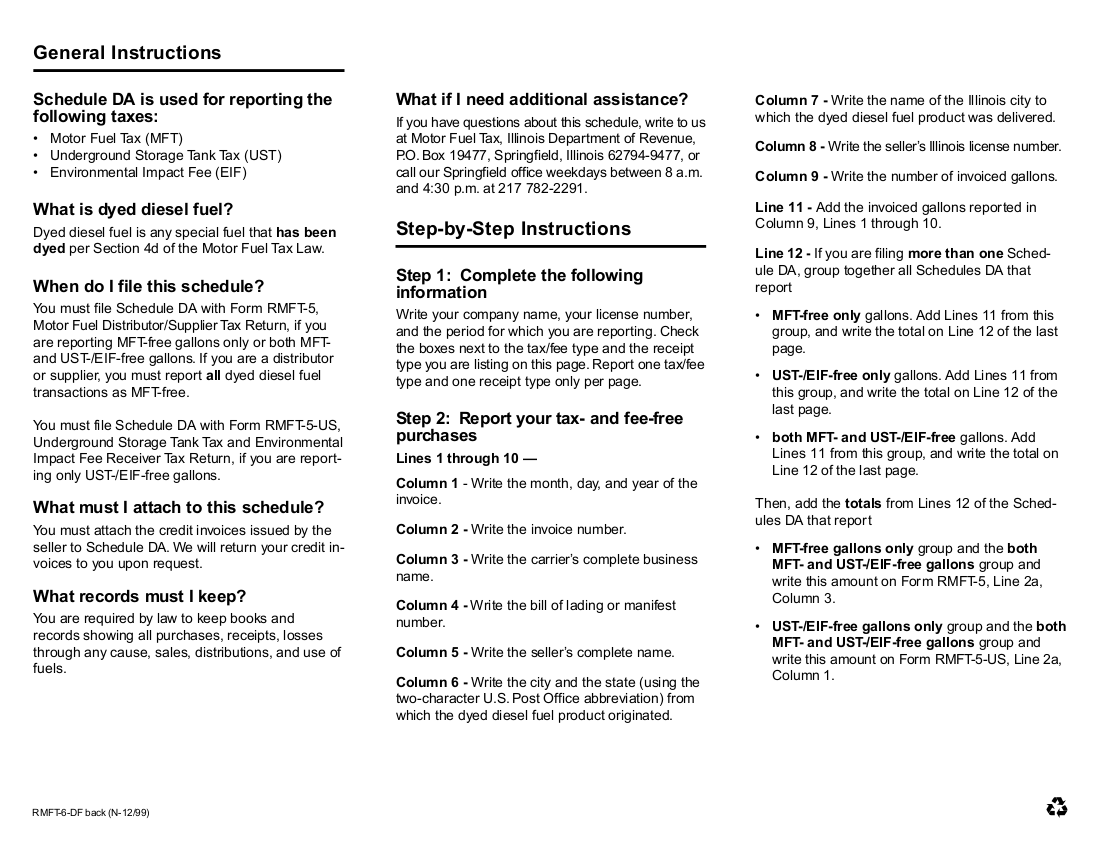 General Instructions
Schedule DA is used for reporting the
following taxes:
• Motor Fuel Tax (MFT)
• Underground Storage Tank Tax (UST)
• Environmental Impact Fee (EIF)
What is dyed diesel fuel?
Dyed diesel fuel is any special fuel that has been
dyed per Section 4d of the Motor Fuel Tax Law.
When do I file this schedule?
You must file Schedule DA with Form RMFT-5,
Motor Fuel Distributor/Supplier Tax Return, if you
are reporting MFT-free gallons only or both MFT-
and UST-/EIF-free gallons. If you are a distributor
or supplier, you must report all dyed diesel fuel
transactions as MFT-free.
You must file Schedule DA with Form RMFT-5-US,
Underground Storage Tank Tax and Environmental
Impact Fee Receiver Tax Return, if you are report-
ing only UST-/EIF-free gallons.
What must I attach to this schedule?
You must attach the credit invoices issued by the
seller to Schedule DA. We will return your credit in-
voices to you upon request.
What records must I keep?
You are required by law to keep books and
records showing all purchases, receipts, losses
through any cause, sales, distributions, and use of
fuels.
What if I need additional assistance?
If you have questions about this schedule, write to us
at Motor Fuel Tax, Illinois Department of Revenue,
P.O. Box 19477, Springfield, Illinois 62794-9477, or
call our Springfield office weekdays between 8 a.m.
and 4:30 p.m. at 217 782-2291.
Step-by-Step Instructions
Step 1:  Complete the following
information
Write your company name, your license number,
and the period for which you are reporting. Check
the boxes next to the tax/fee type and the receipt
type you are listing on this page. Report one tax/fee
type and one receipt type only per page.
Step 2:  Report your tax- and fee-free
purchases
Lines 1 through 10 —
Column 1 - Write the month, day, and year of the
invoice.
Column 2 - Write the invoice number.
Column 3 - Write the carrier's complete business
name.
Column 4 - Write the bill of lading or manifest
number.
Column 5 - Write the seller's complete name.
Column 6 - Write the city and the state (using the
two-character U.S. Post Office abbreviation) from
which the dyed diesel fuel product originated.
Column 7 - Write the name of the Illinois city to
which the dyed diesel fuel product was delivered.
Column 8 - Write the seller's Illinois license number.
Column 9 - Write the number of invoiced gallons.
Line 11 - Add the invoiced gallons reported in
Column 9, Lines 1 through 10.
Line 12 - If you are filing more than one Sched-
ule DA, group together all Schedules DA that
report
• MFT-free only gallons. Add Lines 11 from this
group, and write the total on Line 12 of the last
page.
• UST-/EIF-free only gallons. Add Lines 11 from
this group, and write the total on Line 12 of the
last page.
• both MFT- and UST-/EIF-free gallons. Add
Lines 11 from this group, and write the total on
Line 12 of the last page.
Then, add the totals from Lines 12 of the Sched-
ules DA that report
• MFT-free gallons only group and the both
MFT- and UST-/EIF-free gallons group and
write this amount on Form RMFT-5, Line 2a,
Column 3.
• UST-/EIF-free gallons only group and the both
MFT- and UST-/EIF-free gallons group and
write this amount on Form RMFT-5-US, Line 2a,
Column 1.
RMFT-6-DF back (N-12/99)